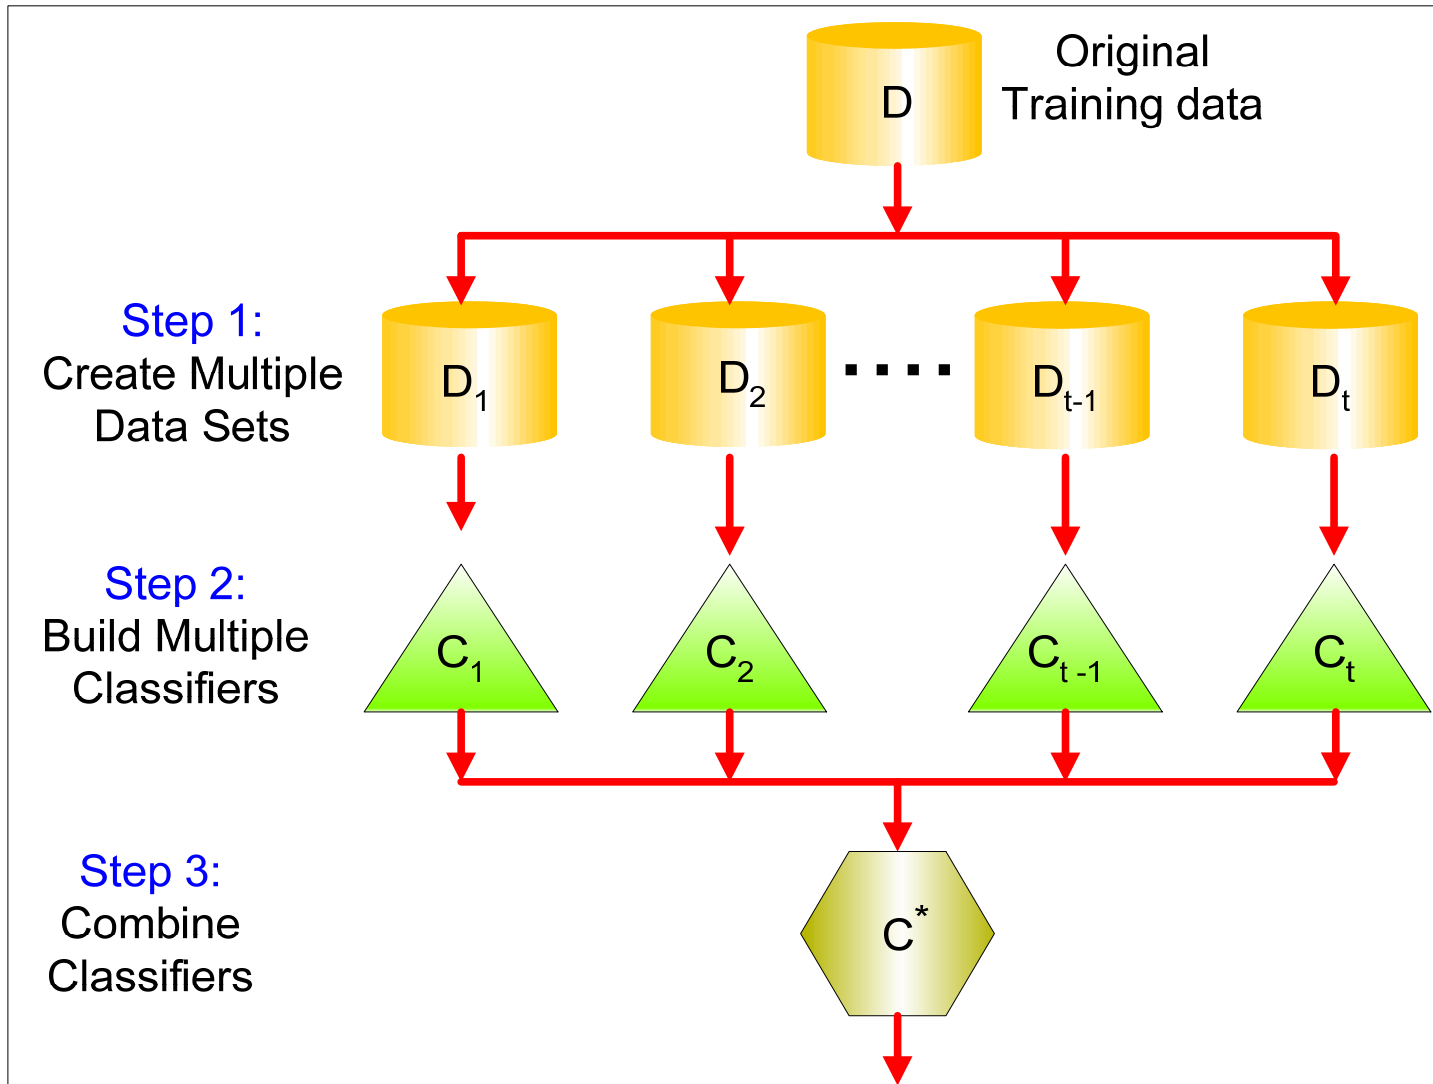 D
Original
Training data
Step 1:
Create Multiple
Data Sets
D1
D2
....
Dt-1
Dt
Step 2:
Build Multiple
Classifiers
C1
C2
Ct -1
Ct
Step 3:
Combine
Classifiers
C*